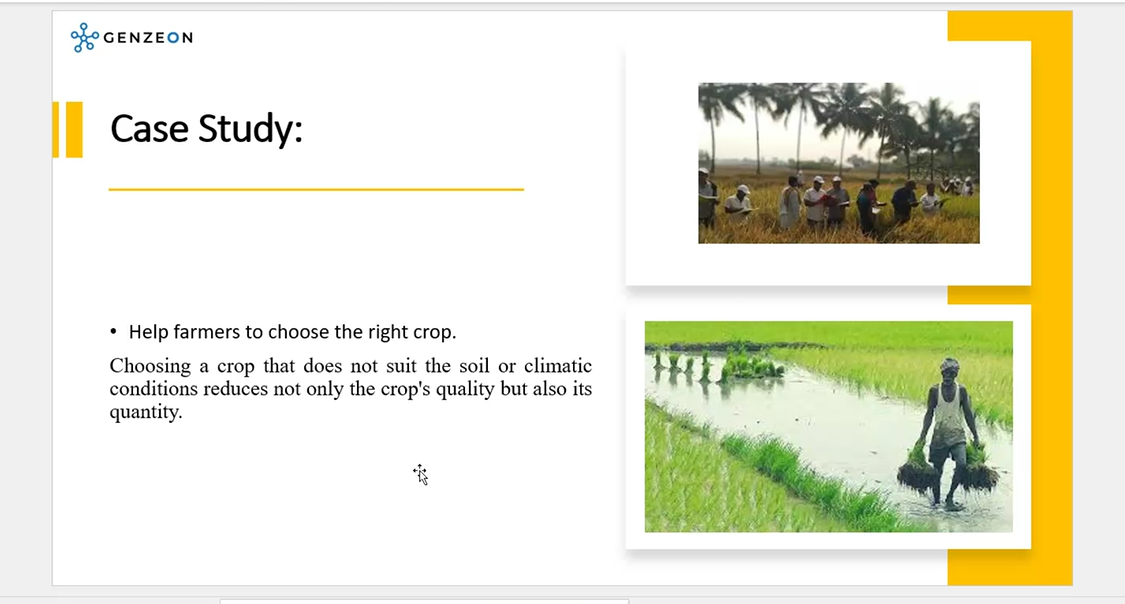 GENZEON
Case Study:
• Help farmers to choose the right crop.
Choosing a crop that does not suit the soil or climatic
conditions reduces not only the crop's quality but also its
quantity.